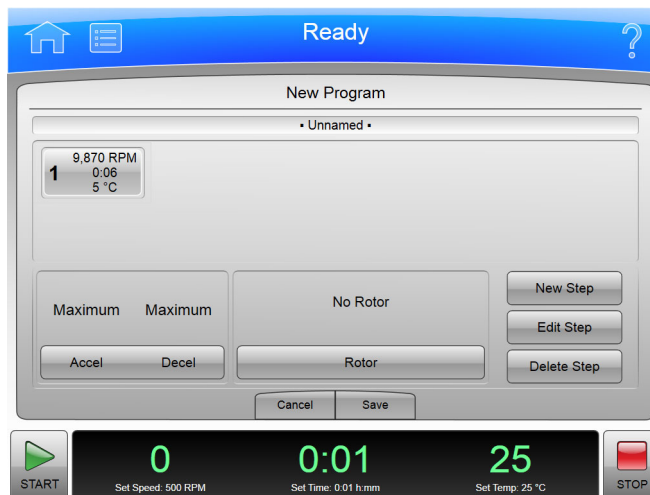 Ready
?
New Program
▪ Unnamed ▪
1
9,870 RPM
0:06
5 °C
Maximum Maximum
No Rotor
New Step
Edit Step
Accel Decel
Rotor
Delete Step
Cancel Save
START
0
0:01
25
STOP
Set Speed: 500 RPM
Set Time: 0:01 h:mm
Set Temp: 25 °C